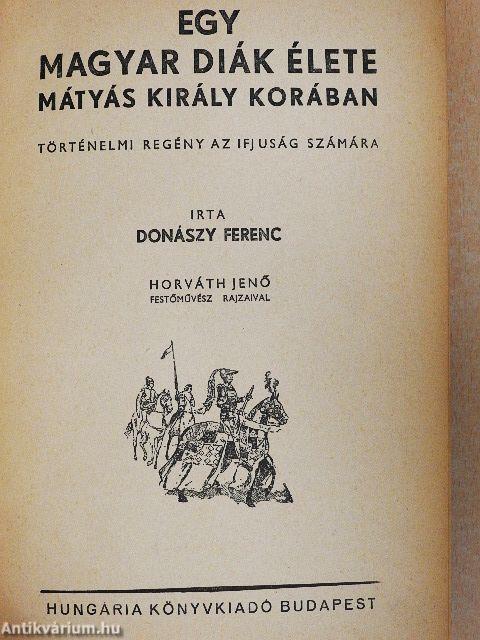 EGY
MAGYAR DIÁK ÉLETE
MÁTYÁS KIRÁLY KORÁBAN
TÖRTÉNELMI REGÉNY AZ IFJUSÁG SZÁMÁRA
IRTA
DONÁSZY FERENC
HORVÁTH JENŐ
FESTŐMŰVÉSZ RAJZAIVAL
HUNGÁRIA KÖNYVKIADÓ BUDAPEST
Antikvárium.hu